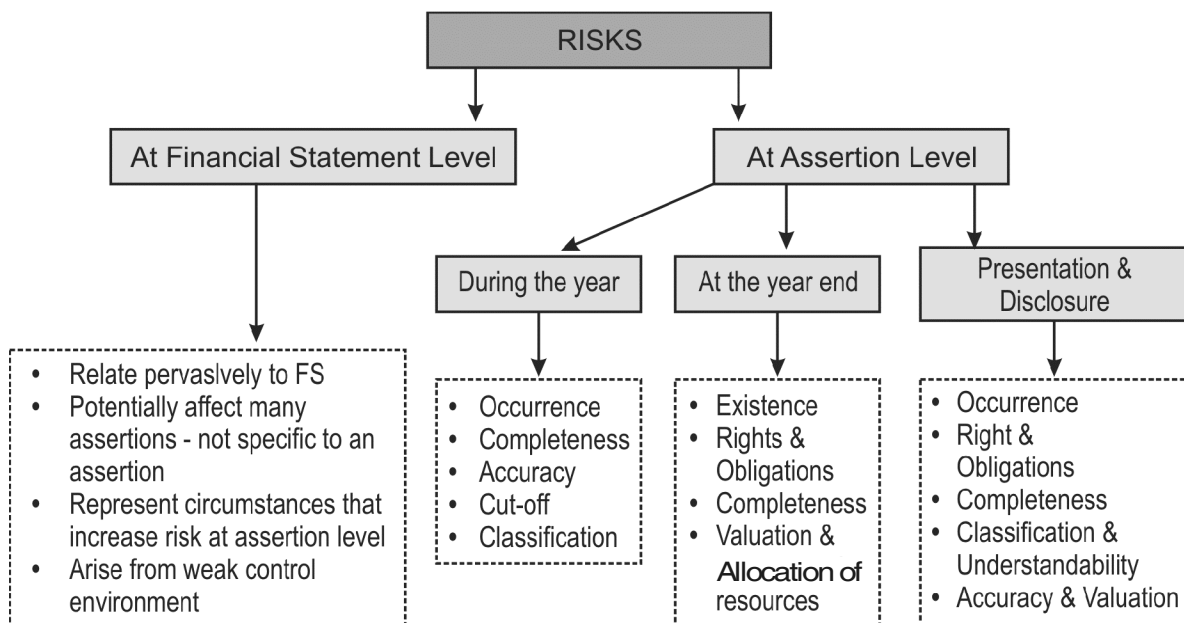 RISKS
At Financial Statement Level
At Assertion Level
During the year
At the year end
Presentation &
Disclosure
• Relate pervasively to FS
• Potentially affect many
assertions - not specific to an
assertion
• Represent circumstances that
increase risk at assertion level
• Arise from weak control
environment
• Occurrence
• Completeness
• Accuracy
• Cut-off
• Classification
• Existence
• Rights &
Obligations
• Completeness
• Valuation &
Allocation of
resources
• Occurrence
• Right &
Obligations
• Completeness
• Classification &
Understandability
• Accuracy & Valuation